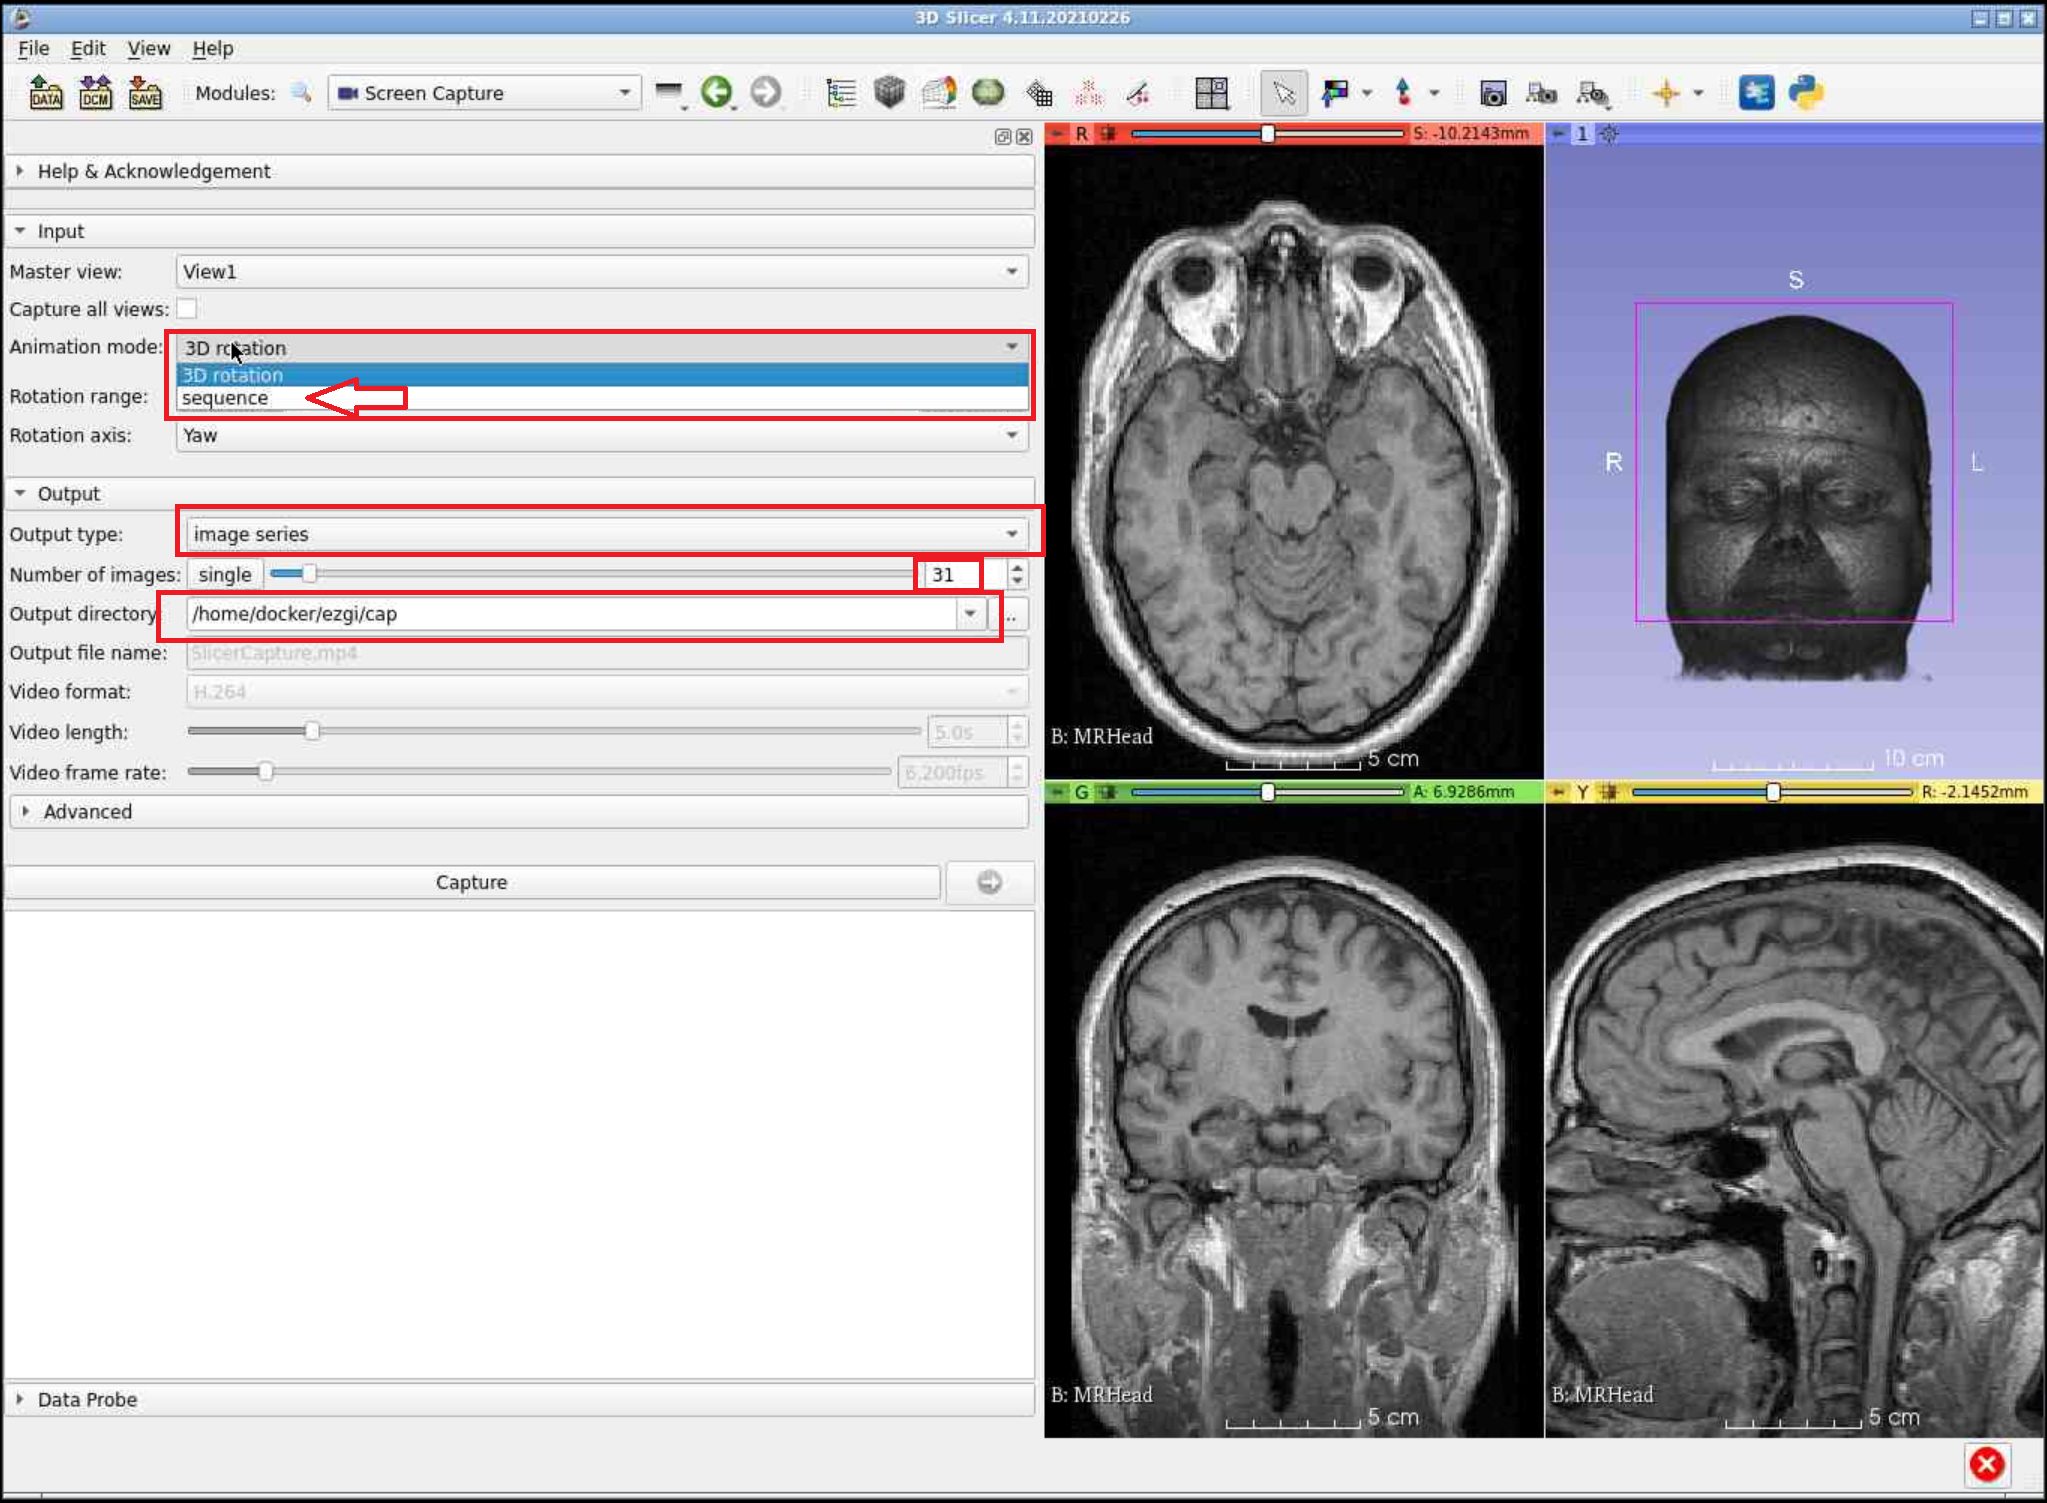 3D Slicer 4.11.20210226
File Edit View Help
DATA DCM SAVE Modules: Screen Capture
Help & Acknowledgement
Input
Master view: View1
Capture all views:
Animation mode: 3D rotation
3D rotation
Rotation range: sequence
Rotation axis: Yaw
Output
Output type: image series
Number of images: single 31
Output directory /home/docker/ezgi/cap ..
Output file name: SlicerCapture.mp4
Video format: H.264
Video length: 5.0s
Video frame rate: 6.200fps
Advanced
Capture
Data Probe
R S: -10.2143mm
B: MRHead
5 cm
1
S
R L
10 cm
G A: 6.9286mm
B: MRHead
5 cm
Y R: -2.1452mm
B: MRHead
5 cm